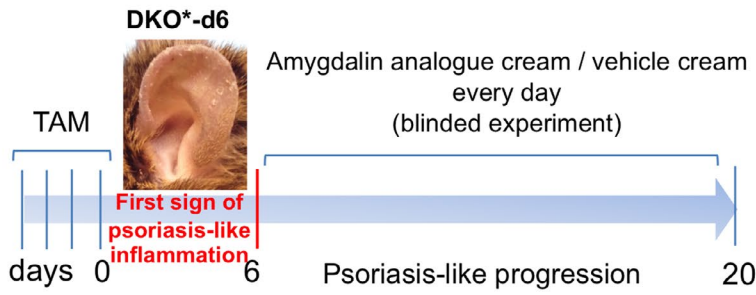 DKO*-d6
Amygdalin analogue cream / vehicle cream
every day
(blinded experiment)
TAM
First sign of
psoriasis-like
inflammation
days 0 6 Psoriasis-like progression 20